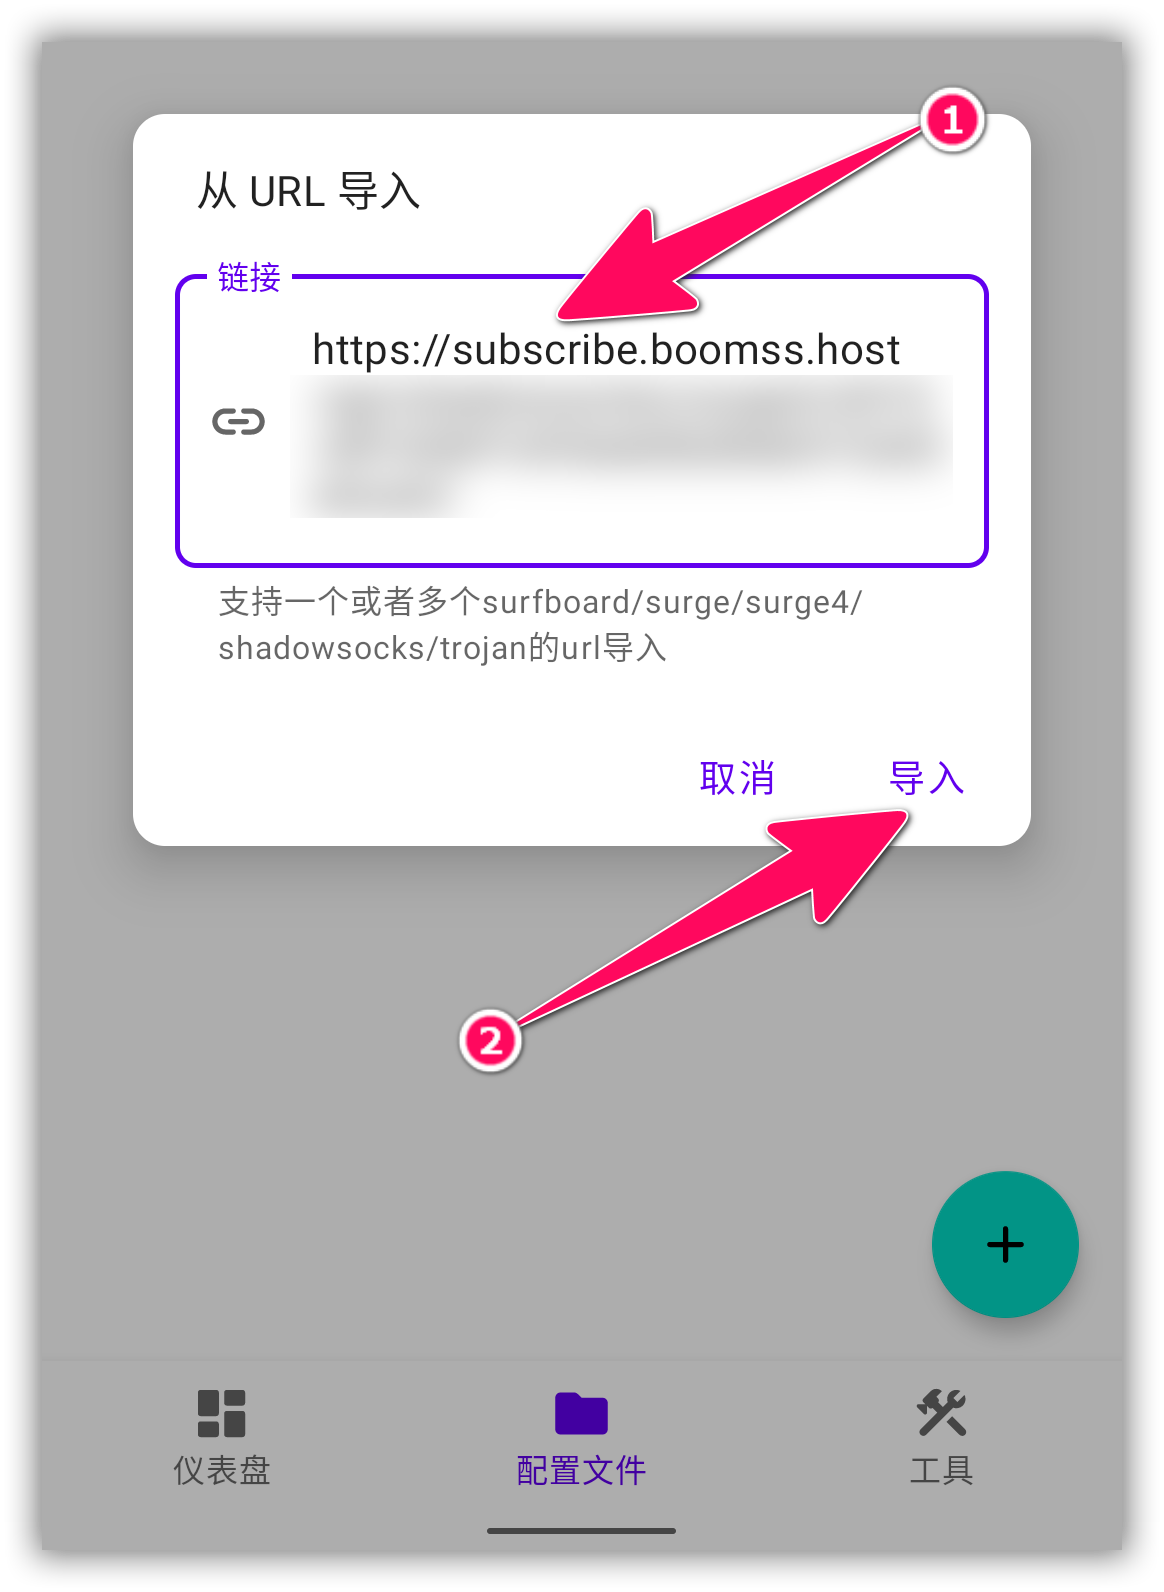 1
从 URL 导入
链接
https://subscribe.boomss.host
支持一个或者多个surfboard/surge/surge4/
shadowsocks/trojan的url导入
取消 导入
2
仪表盘 配置文件 工具